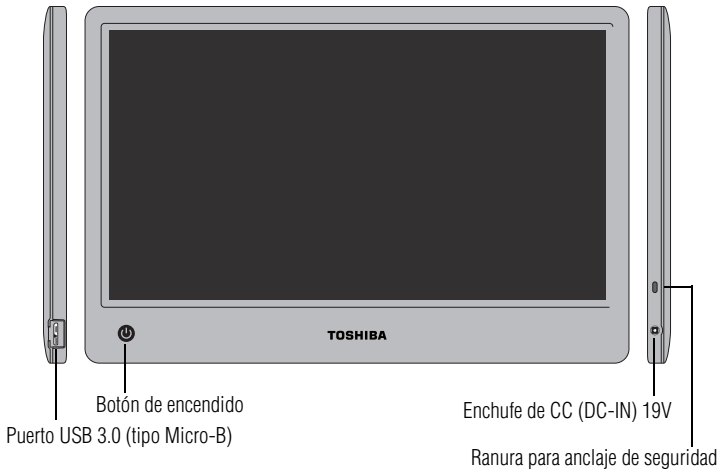 TOSHIBA
Botón de encendido
Enchufe de CC (DC-IN) 19V
Puerto USB 3.0 (tipo Micro-B)
Ranura para anclaje de seguridad